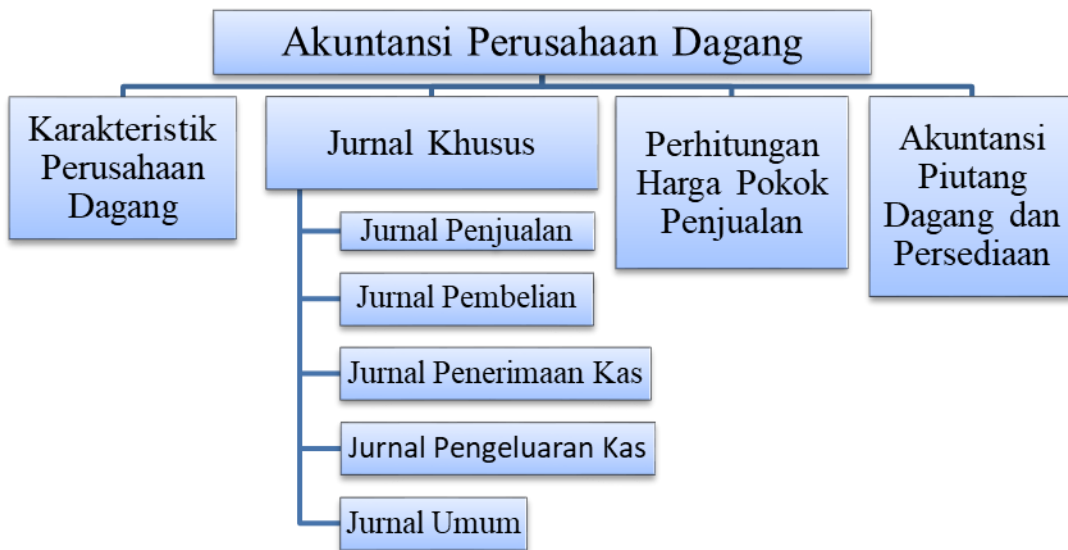 Akuntansi Perusahaan Dagang
Karakteristik
Perusahaan
Dagang
Jurnal Khusus
Jurnal Penjualan
Jurnal Pembelian
Jurnal Penerimaan Kas
Jurnal Pengeluaran Kas
Jurnal Umum
Perhitungan
Harga Pokok
Penjualan
Akuntansi
Piutang
Dagang dan
Persediaan